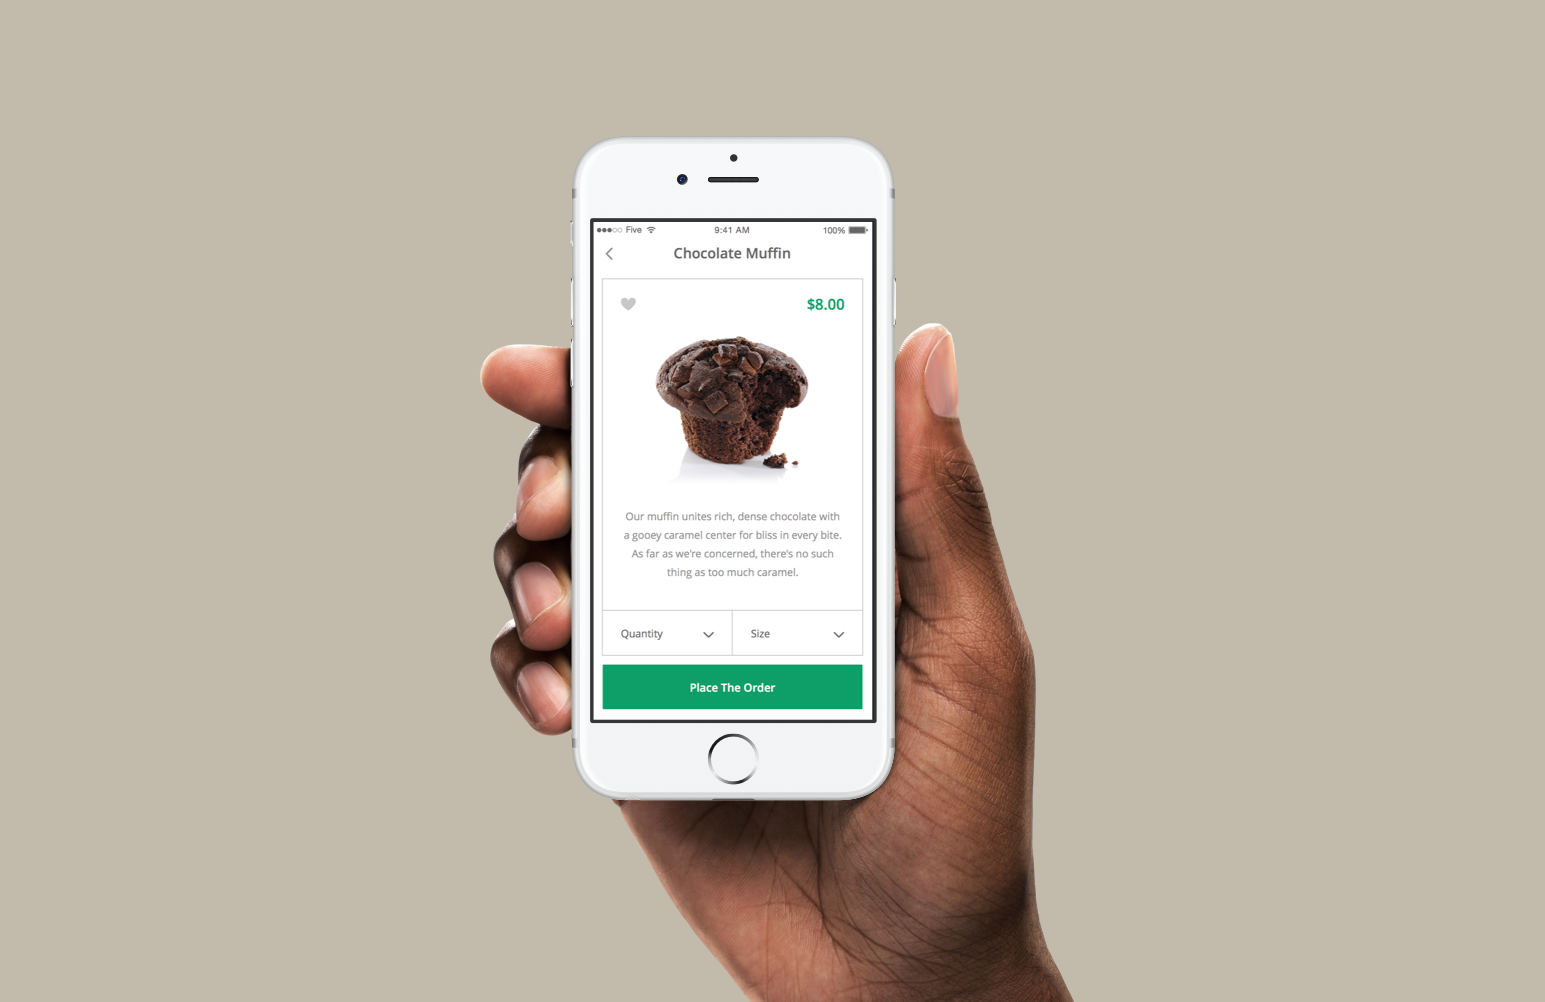 Five 9:41 AM 100%
Chocolate Muffin
$8.00
Our muffin unites rich, dense chocolate with
a gooey caramel center for bliss in every bite.
As far as we're concerned, there's no such
thing as too much caramel.
Quantity Size
Place The Order